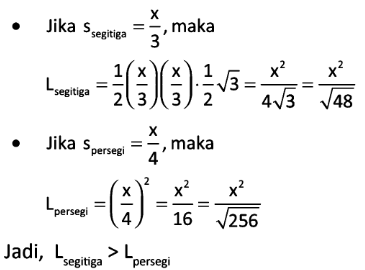 • Jika s_segitiga = x/3, maka
L_segitiga = 1/2 (x/3)(x/3) · 1/2 √3 = x²/(4√3) = x²/√48
• Jika s_persegi = x/4, maka
L_persegi = (x/4)² = x²/16 = x²/√256
Jadi, L_segitiga > L_persegi